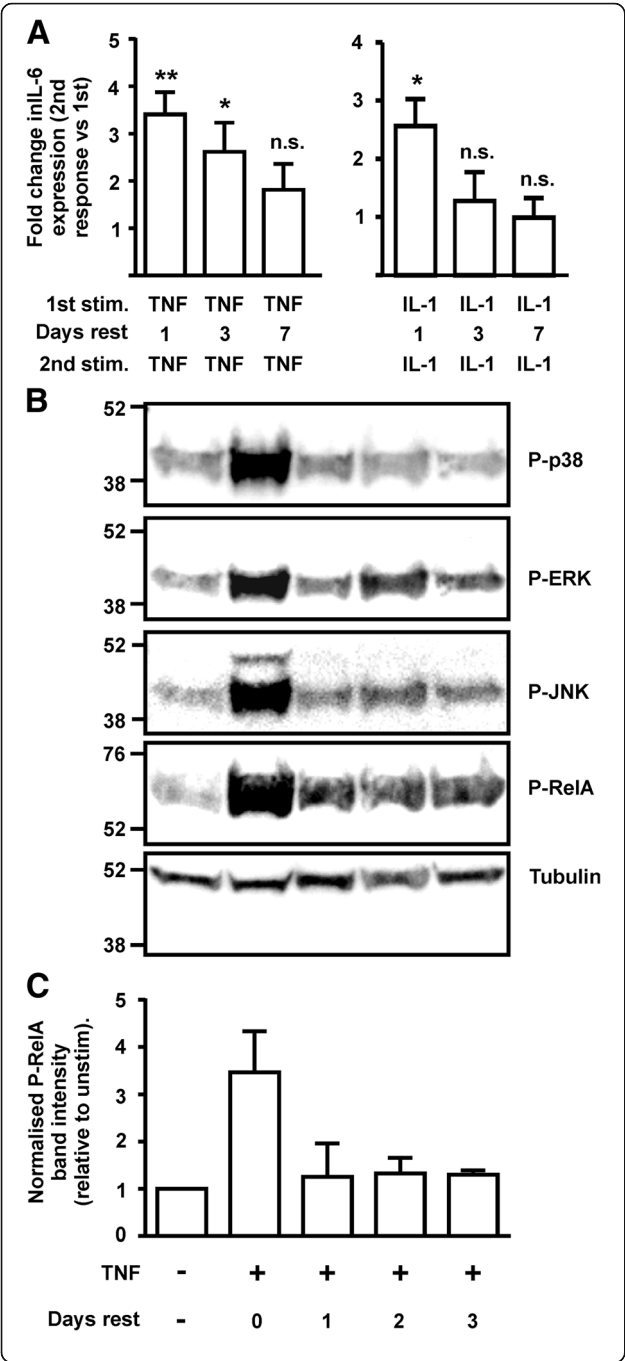 A
Fold change inIL-6
expression (2nd
response vs 1st)
5
4
3
2
1
** * n.s.
4
3
2
1
* n.s. n.s.
1st stim. TNF TNF TNF IL-1 IL-1 IL-1
Days rest 1 3 7 1 3 7
2nd stim. TNF TNF TNF IL-1 IL-1 IL-1
B
52
38
P-p38
52
38
P-ERK
52
38
P-JNK
76
52
P-RelA
52
38
Tubulin
C
Normalised P-RelA
band intensity
(relative to unstim).
5
4
3
2
1
0
TNF - + + + +
Days rest - 0 1 2 3